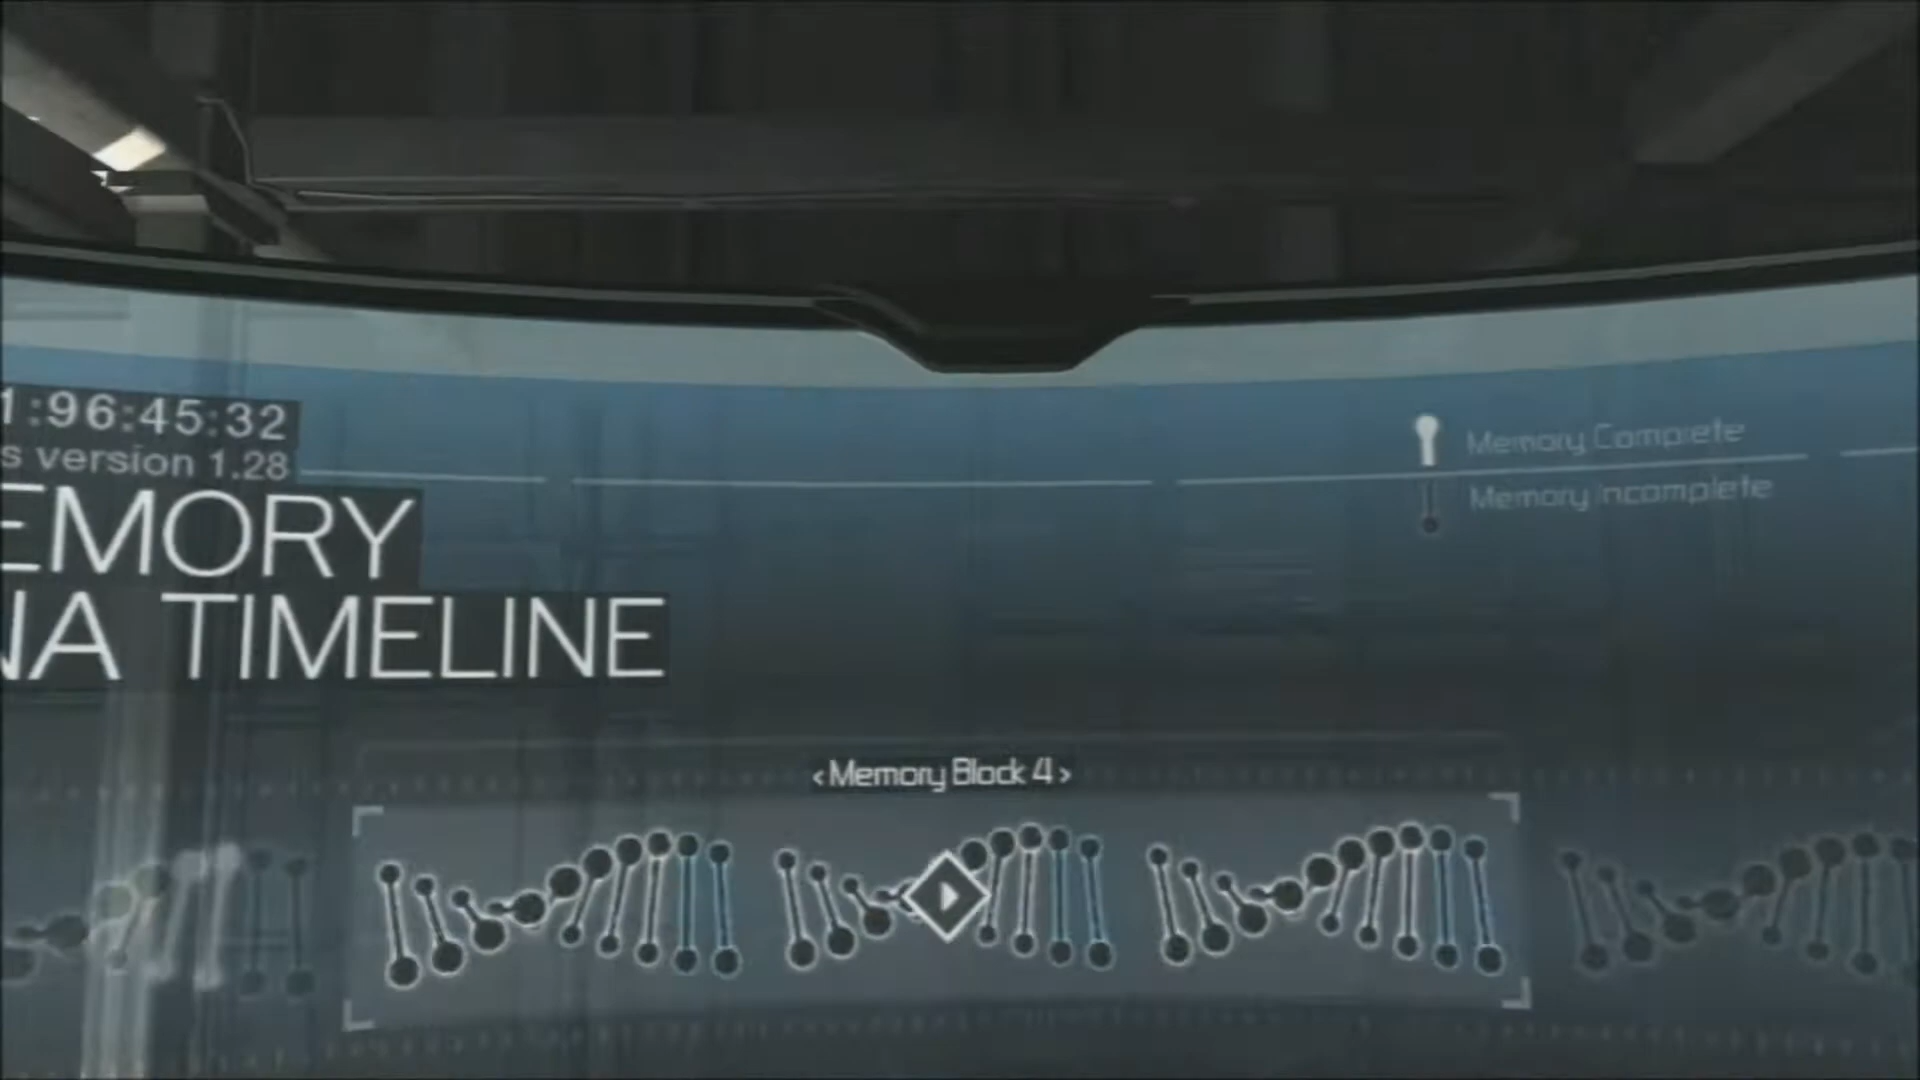 1:96:45:32
s version 1.28
EMORY
NA TIMELINE
Memory Complete
Memory Incomplete
<Memory Block 4>